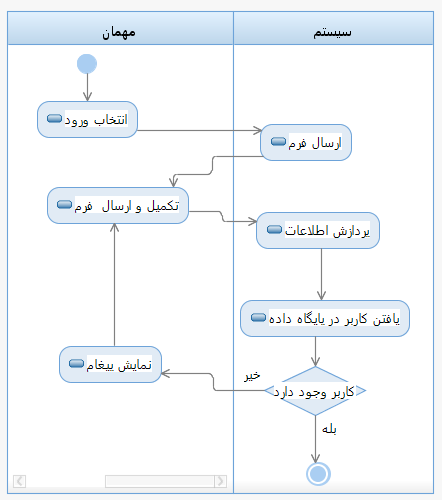 سیستم
مهمان
انتخاب ورود
ارسال فرم
تکمیل و ارسال فرم
پردازش اطلاعات
یافتن کاربر در پایگاه داده
نمایش پیغام
خیر
کاربر وجود دارد
بله